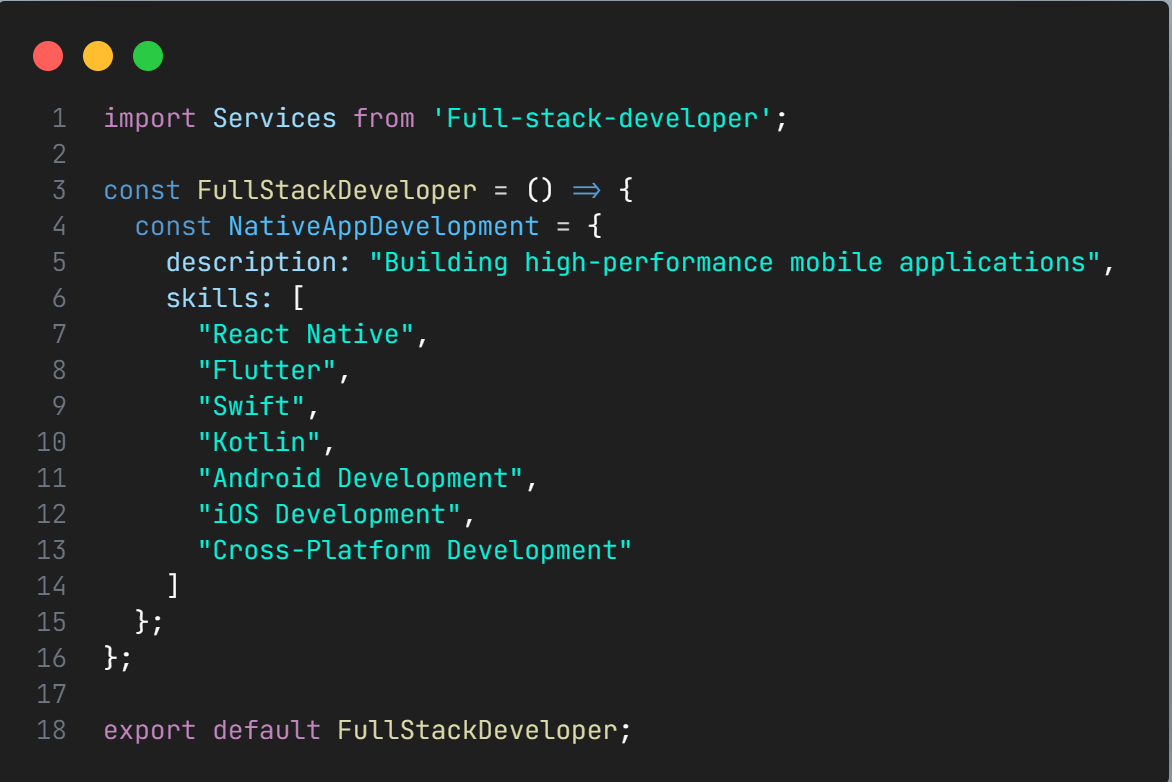 1 import Services from 'Full-stack-developer';
2
3 const FullStackDeveloper = () => {
4   const NativeAppDevelopment = {
5     description: "Building high-performance mobile applications",
6     skills: [
7       "React Native",
8       "Flutter",
9       "Swift",
10       "Kotlin",
11       "Android Development",
12       "iOS Development",
13       "Cross-Platform Development"
14     ]
15   };
16 };
17
18 export default FullStackDeveloper;